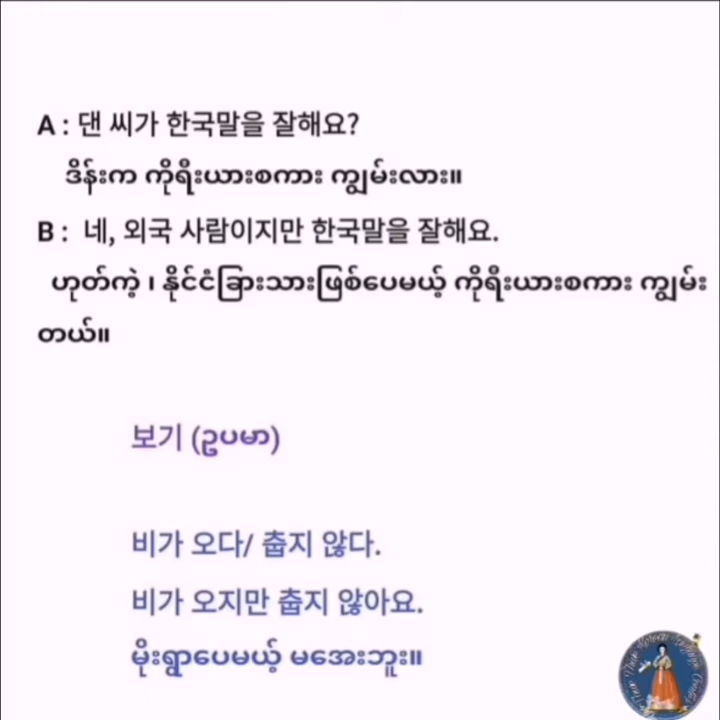 A : 댄 씨가 한국말을 잘해요?
ဒိန်းက ကိုရီးယားစကား ကျွမ်းလား။
B : 네, 외국 사람이지만 한국말을 잘해요.
ဟုတ်ကဲ့ ၊ နိုင်ငံခြားသားဖြစ်ပေမယ့် ကိုရီးယားစကား ကျွမ်း
တယ်။
보기 (ဥပမာ)
비가 오다/ 춥지 않다.
비가 오지만 춥지 않아요.
မိုးရွာပေမယ့် မအေးဘူး။